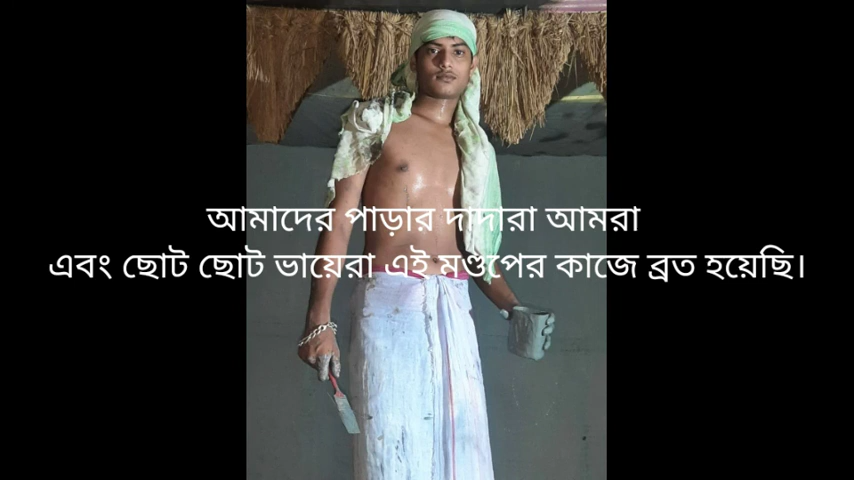 আমাদের পাড়ার দাদারা আমরা
এবং ছোট ছোট ভায়েরা এই মণ্ডপের কাজে ব্রত হয়েছি।